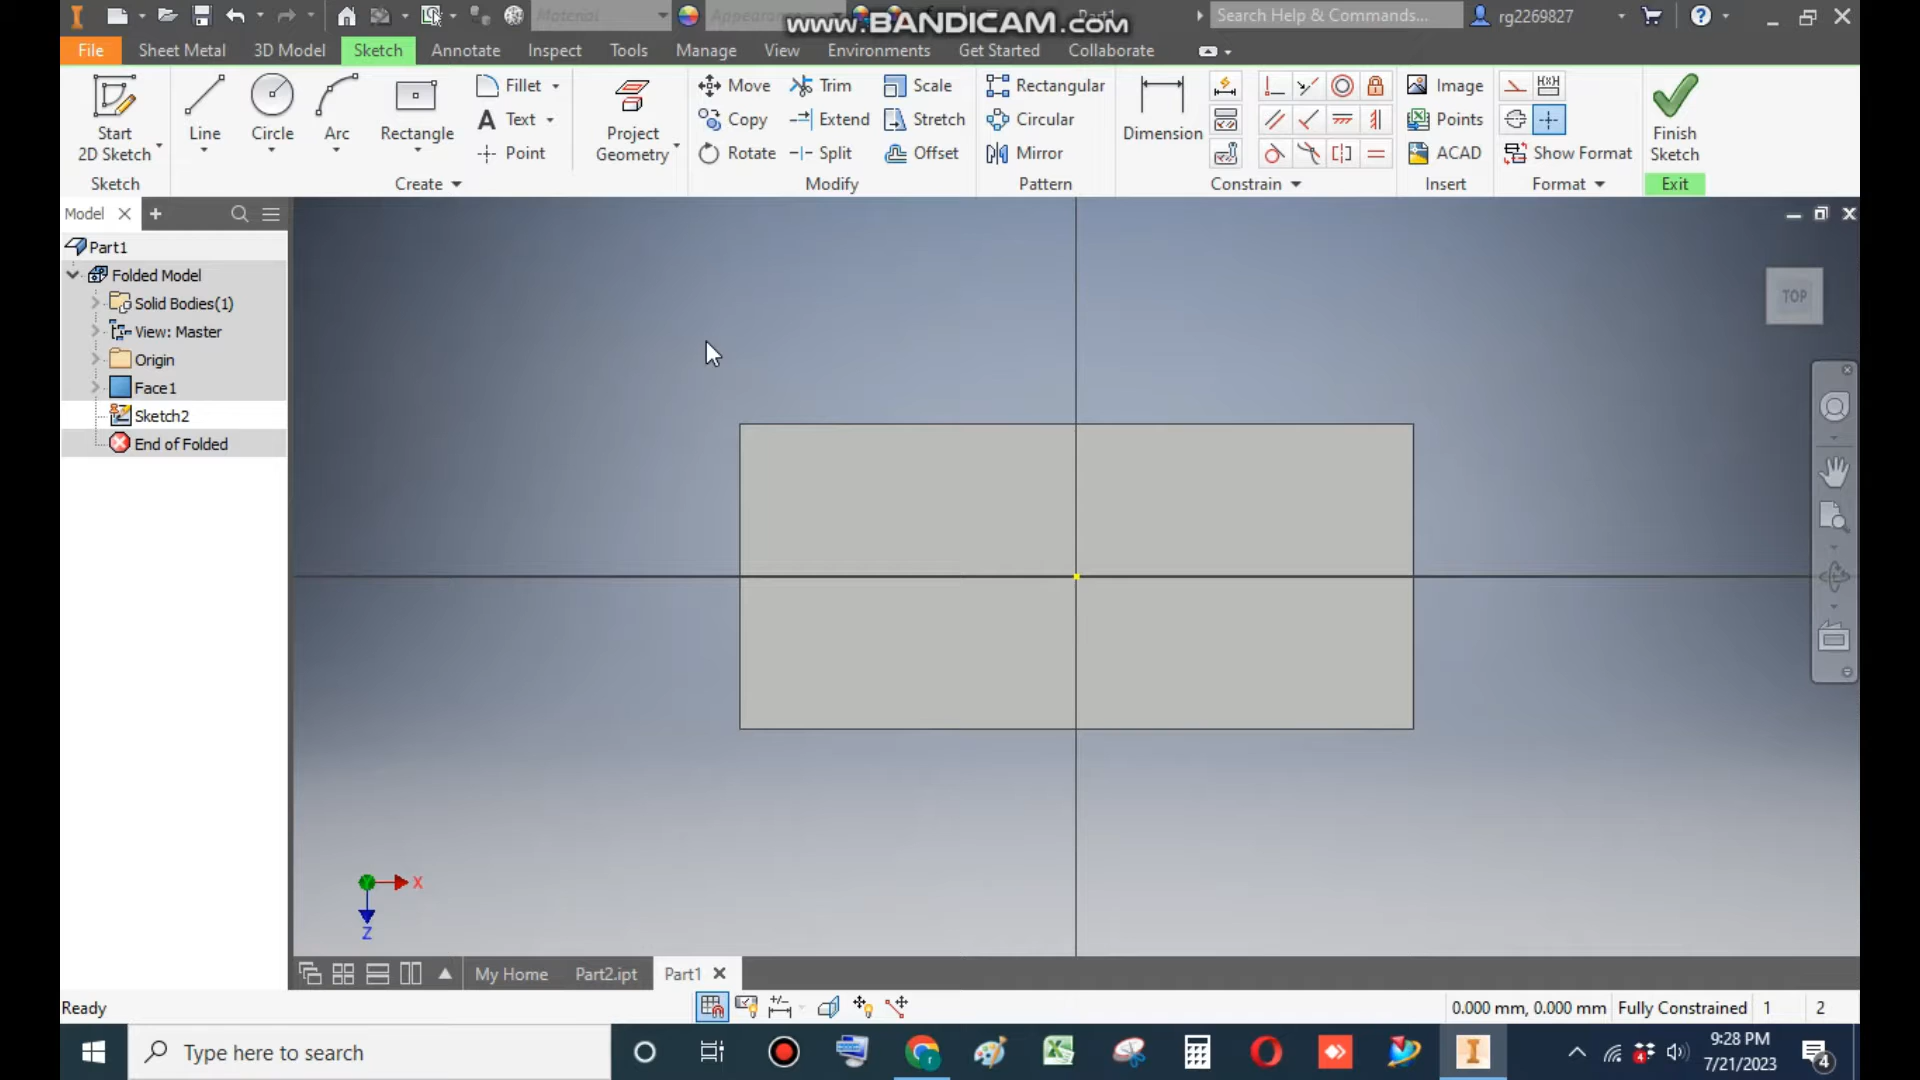 Material
Appearance
www.BANDICAM.com
Search Help & Commands...
rg2269827
File
Sheet Metal
3D Model
Sketch
Annotate
Inspect
Tools
Manage
View
Environments
Get Started
Collaborate
Start
2D Sketch
Line
Circle
Arc
Rectangle
Fillet
Text
Point
Project
Geometry
Move
Copy
Rotate
Trim
Extend
Split
Scale
Stretch
Offset
Rectangular
Circular
Mirror
Dimension
Image
Points
ACAD
Show Format
Finish
Sketch
Sketch
Create
Modify
Pattern
Constrain
Insert
Format
Exit
Model
Part1
Folded Model
Solid Bodies(1)
View: Master
Origin
Face1
Sketch2
End of Folded
TOP
X
Z
My Home
Part2.ipt
Part1
Ready
0.000 mm, 0.000 mm
Fully Constrained
1
2
Type here to search
9:28 PM
7/21/2023
4